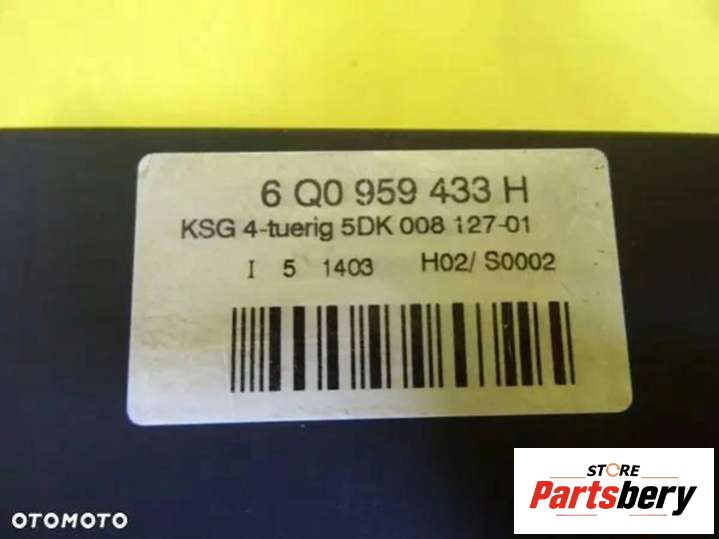 6 Q0 959 433 H
KSG 4-tuerig 5DK 008 127-01
I 5 1403 H02/ S0002
STORE
Partsbery
OTOMOTO